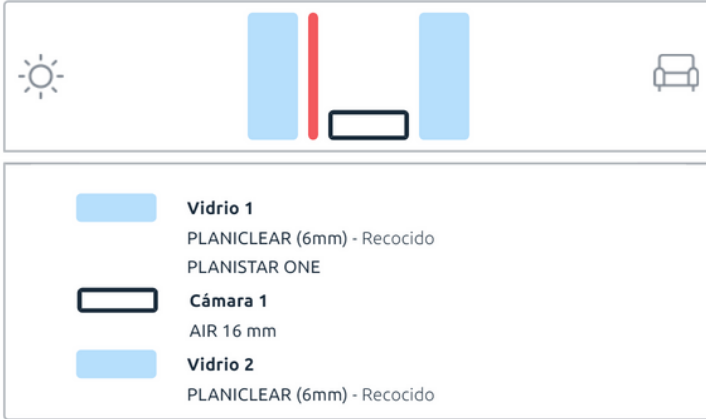 Vidrio 1
PLANICLEAR (6mm) - Recocido
PLANISTAR ONE
Cámara 1
AIR 16 mm
Vidrio 2
PLANICLEAR (6mm) - Recocido